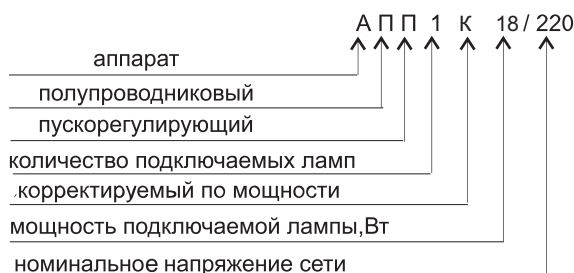 А П П 1 К 18 / 220
аппарат
полупроводниковый
пускорегулирующий
количество подключаемых ламп
корректируемый по мощности
мощность подключаемой лампы,Вт
номинальное напряжение сети